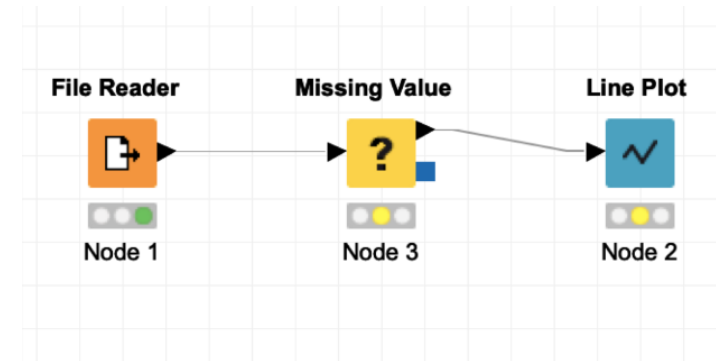 File Reader
Missing Value
Line Plot
?
Node 1
Node 3
Node 2